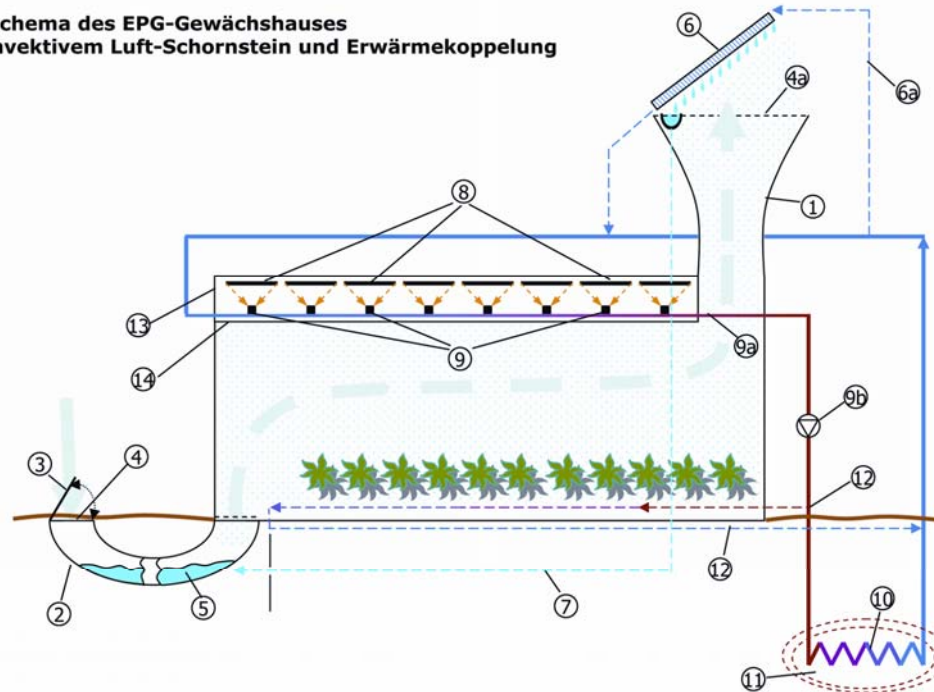 chema des EPG-Gewächshauses
nvektivem Luft-Schornstein und Erwärmekoppelung
6
4a
6a
1
8
13
9
9a
14
9b
3
4
12
2
5
7
12
10
11